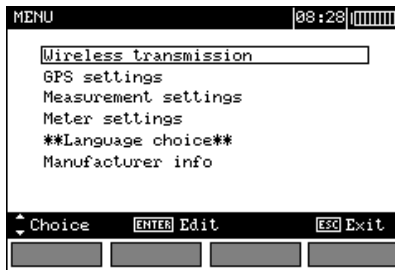 MENU 08:28
Wireless transmission
GPS settings
Measurement settings
Meter settings
**Language choice**
Manufacturer info
Choice ENTER Edit ESC Exit